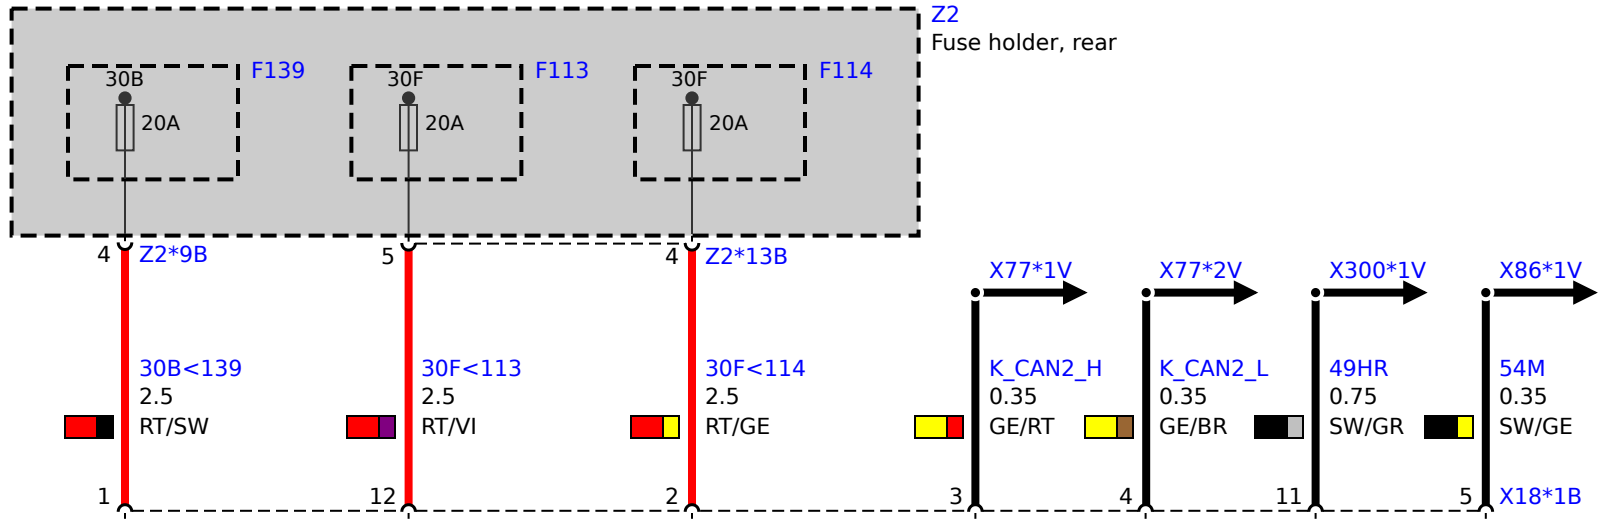 Z2
Fuse holder, rear
F139
F113
F114
30B
30F
30F
20A
20A
20A
4
Z2*9B
5
4
Z2*13B
X77*1V
X77*2V
X300*1V
X86*1V
30B<139
2.5
RT/SW
30F<113
2.5
RT/VI
30F<114
2.5
RT/GE
K_CAN2_H
0.35
GE/RT
K_CAN2_L
0.35
GE/BR
49HR
0.75
SW/GR
54M
0.35
SW/GE
1
12
2
3
4
11
5
X18*1B